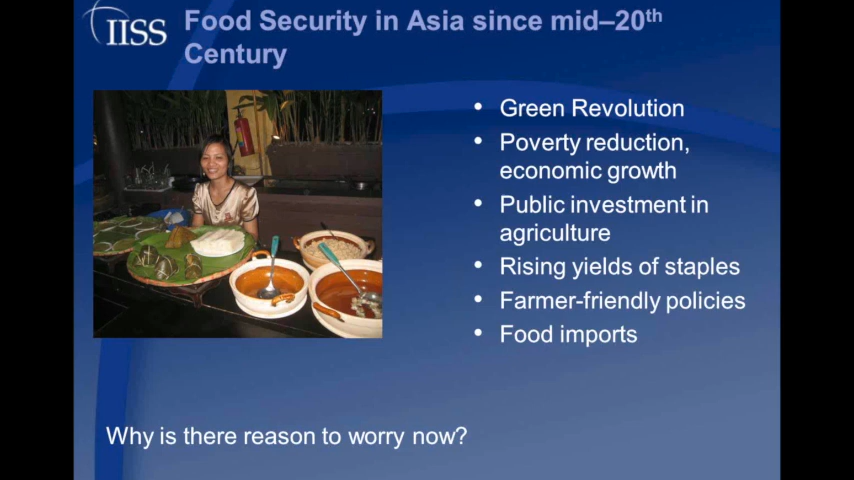 IISS
Food Security in Asia since mid–20th
Century
• Green Revolution
• Poverty reduction,
economic growth
• Public investment in
agriculture
• Rising yields of staples
• Farmer-friendly policies
• Food imports
Why is there reason to worry now?